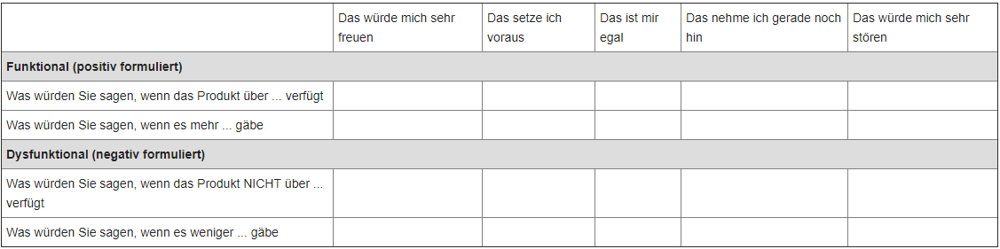 Das würde mich sehr freuen
Das setze ich voraus
Das ist mir egal
Das nehme ich gerade noch hin
Das würde mich sehr stören
Funktional (positiv formuliert)
Was würden Sie sagen, wenn das Produkt über ... verfügt
Was würden Sie sagen, wenn es mehr ... gäbe
Dysfunktional (negativ formuliert)
Was würden Sie sagen, wenn das Produkt NICHT über ...
verfügt
Was würden Sie sagen, wenn es weniger ... gäbe